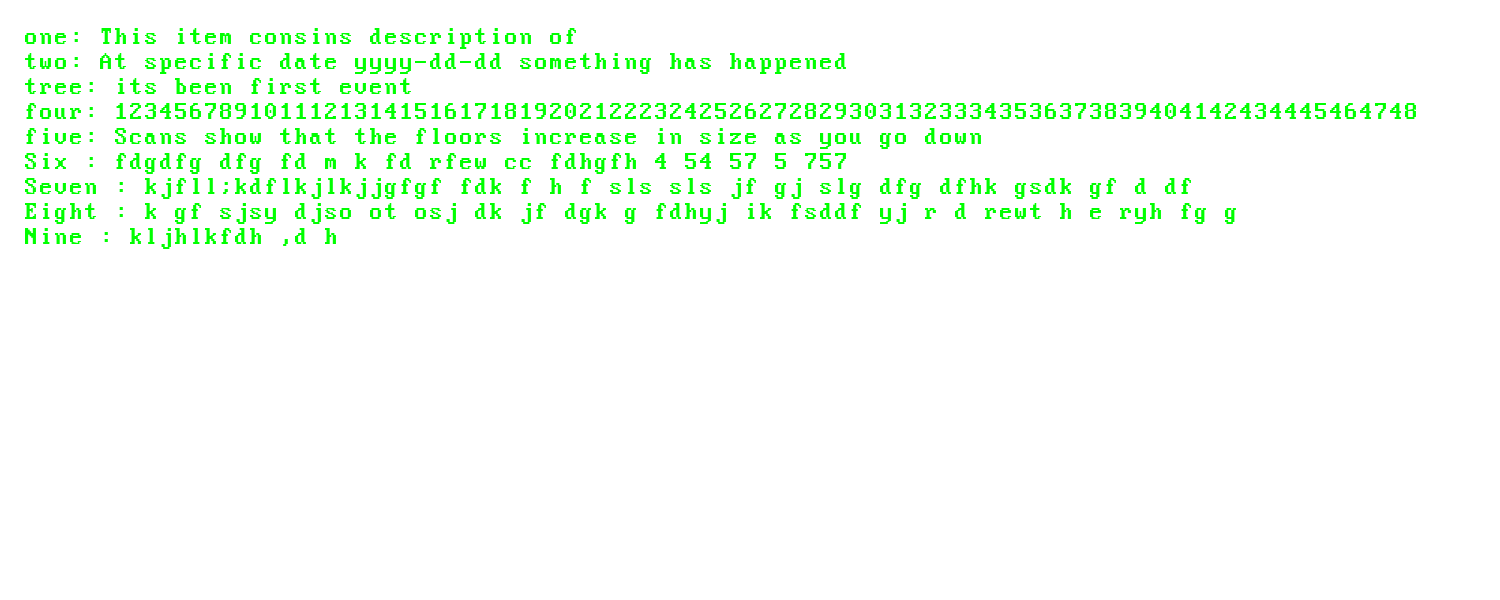 one: This item consins description of
two: At specific date yyyy-dd-dd something has happened
tree: its been first event
four: 123456789101112131415161718192021222324252627282930313233343536373839404142434445464748
five: Scans show that the floors increase in size as you go down
Six : fdgdfg dfg fd m k fd rfew cc fdhgfh 4 54 57 5 757
Seven : kjfll;kdflkjlkjjgfgf fdk f h f sls sls jf gj slg dfg dfhk gsdk gf d df
Eight : k gf sjsy djso ot osj dk jf dgk g fdhyj ik fsddf yj r d rewt h e ryh fg g
Nine : kljhlkfdh ,d h